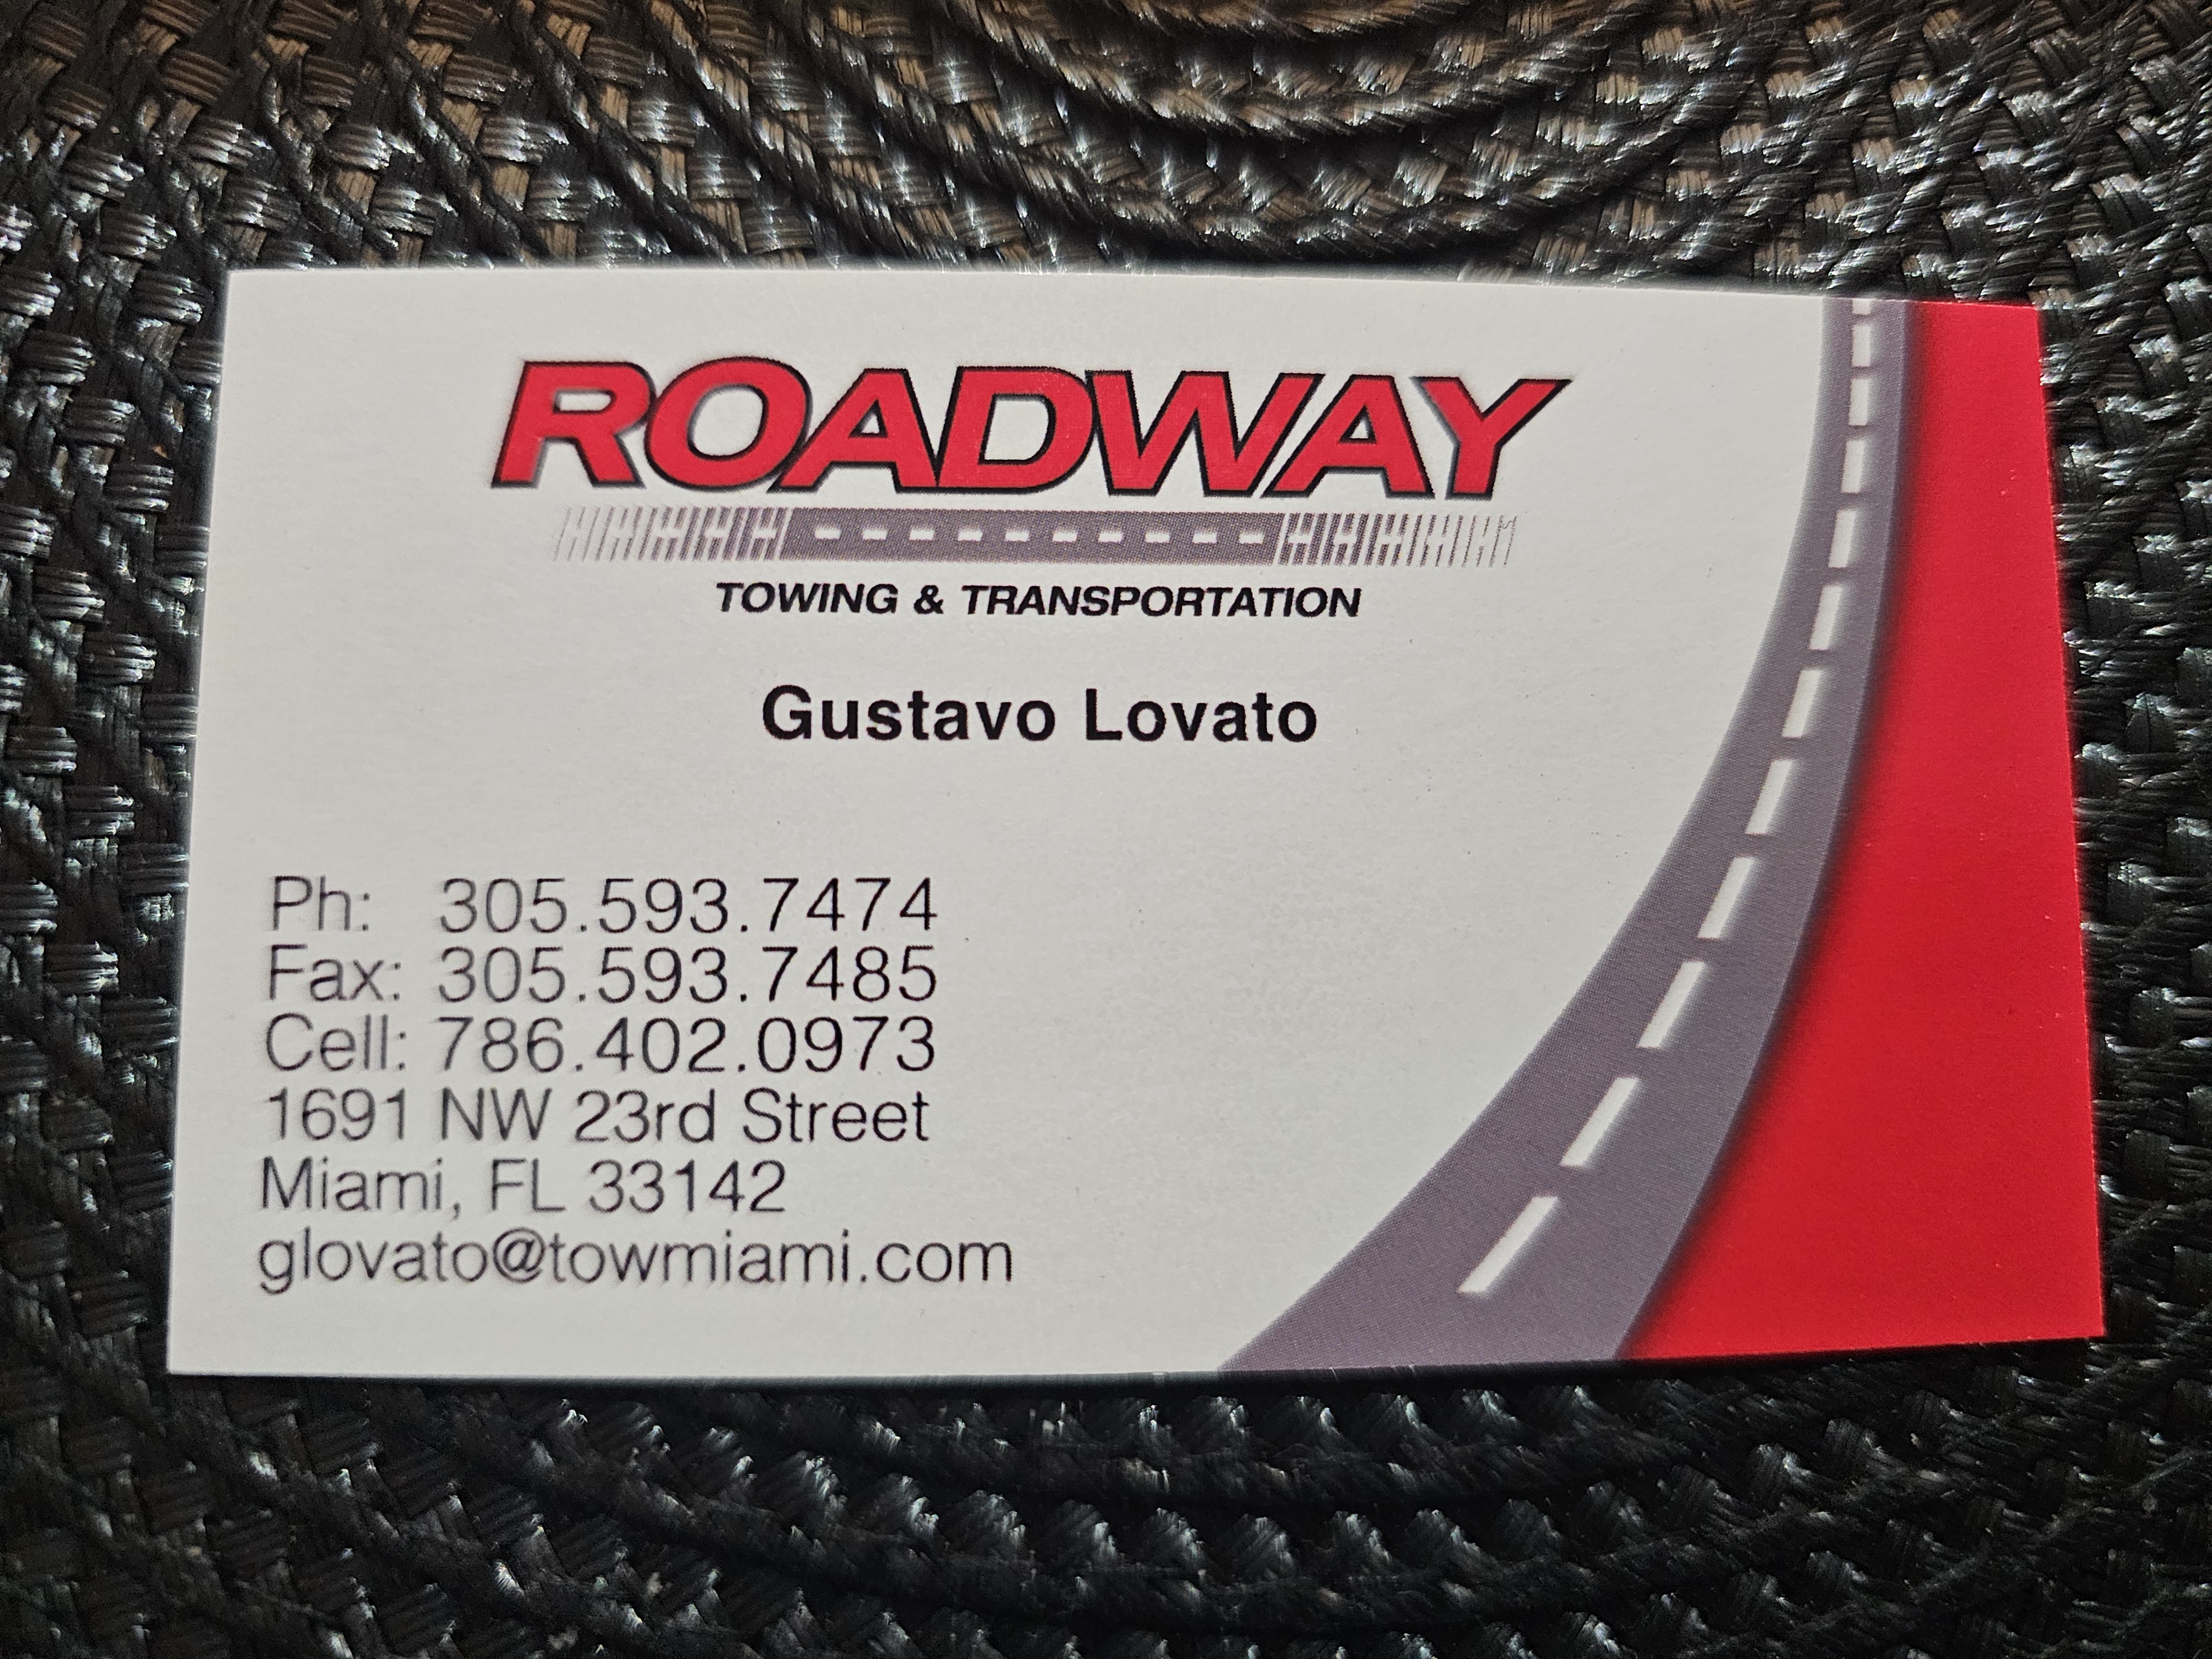 ROADWAY
TOWING & TRANSPORTATION
Gustavo Lovato
Ph: 305.593.7474
Fax: 305.593.7485
Cell: 786.402.0973
1691 NW 23rd Street
Miami, FL 33142
glovato@towmiami.com